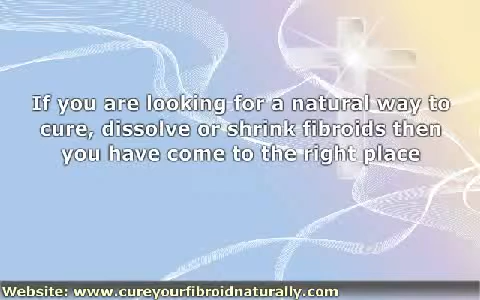 If you are looking for a natural way to
cure, dissolve or shrink fibroids then
you have come to the right place
Website: www.cureyourfibroidnaturally.com